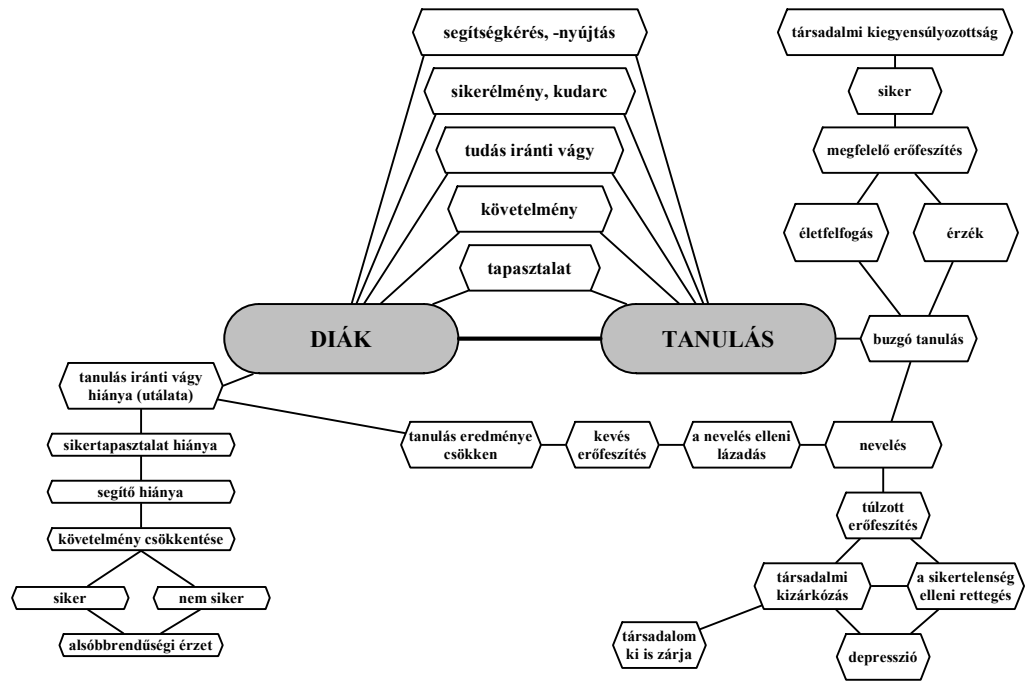 segítségkérés, -nyújtás
társadalmi kiegyensúlyozottság
sikerélmény, kudarc
siker
tudás iránti vágy
megfelelő erőfeszítés
követelmény
életfelfogás
érzék
tapasztalat
DIÁK
TANULÁS
buzgó tanulás
tanulás iránti vágy
hiánya (utálata)
sikertapasztalat hiánya
segítő hiánya
követelmény csökkentése
siker
nem siker
alsóbbrendűségi érzet
tanulás eredménye
csökken
kevés
erőfeszítés
a nevelés elleni
lázadás
nevelés
túlzott
erőfeszítés
társadalmi
kizárkózás
a sikertelenség
elleni rettegés
társadalom
ki is zárja
depresszió